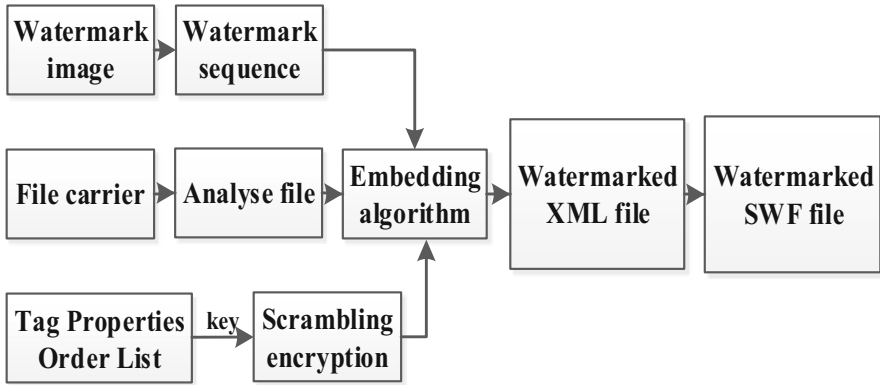 Watermark
image
Watermark
sequence
File carrier
Analyse file
Embedding
algorithm
Watermarked
XML file
Watermarked
SWF file
Tag Properties
Order List
key
Scrambling
encryption